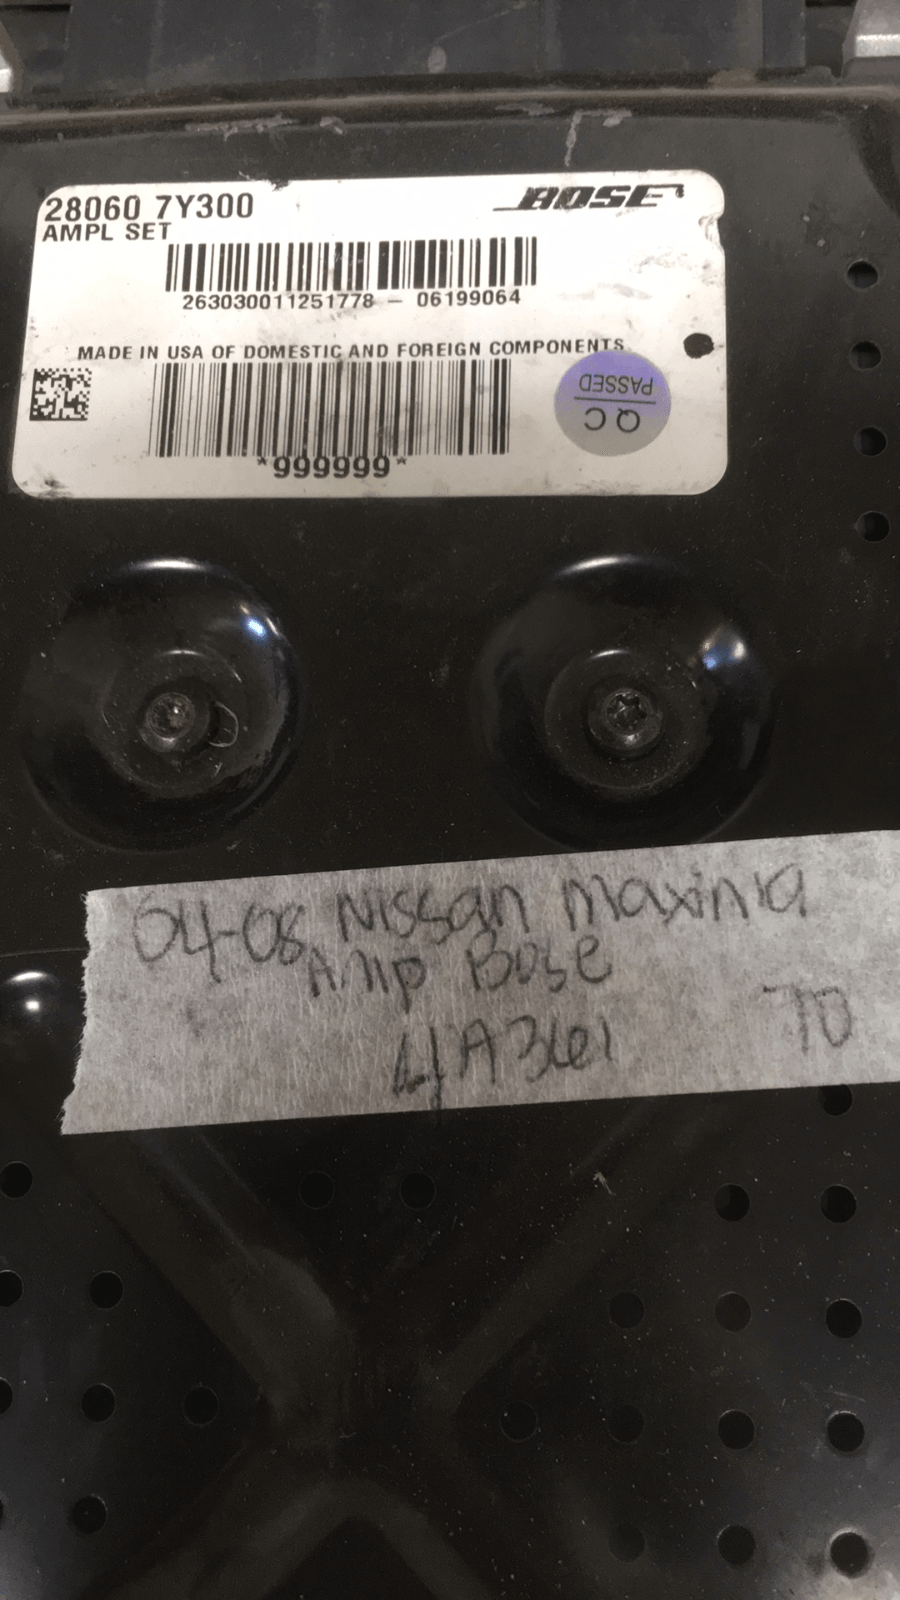 28060 7Y300
BOSE
AMPL SET
263030011251778 – 06199064
MADE IN USA OF DOMESTIC AND FOREIGN COMPONENTS
QC
PASSED
*999999*
04-08 Nissan Maxima
Amp Bose
4A361
70